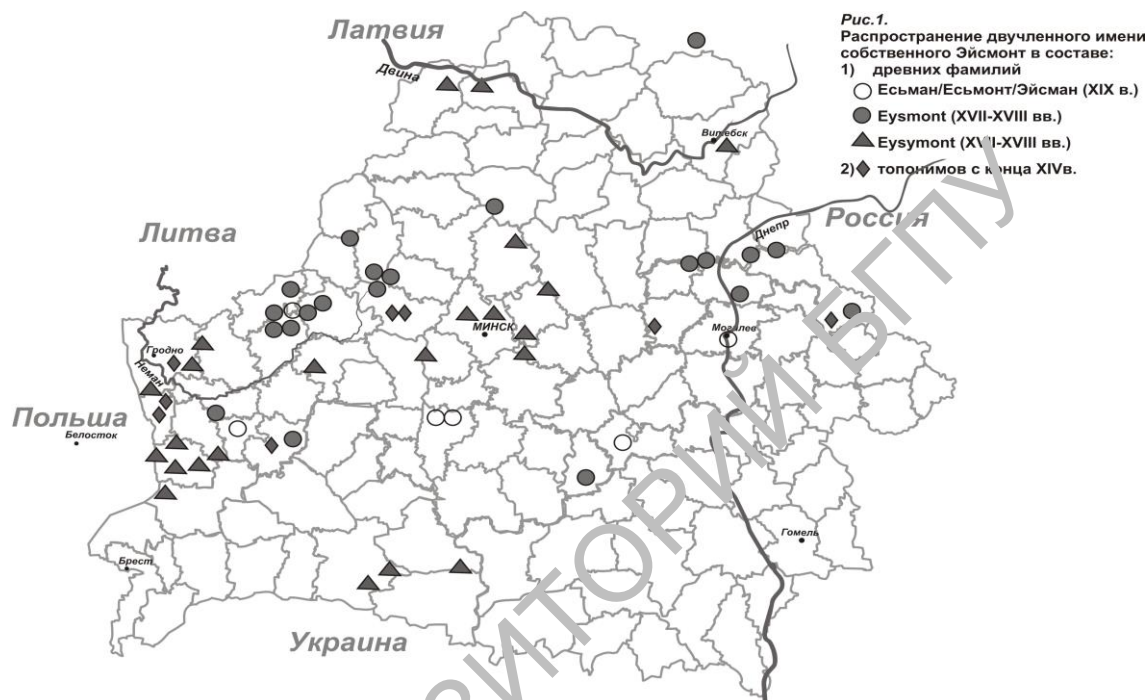 Рис.1.
Распространение двучленного имени
собственного Эйсмонт в составе:
1) древних фамилий
Есьман/Есьмонт/Эйсман (XIX в.)
Eysmont (XVII-XVIII вв.)
Eysymont (XVII-XVIII вв.)
2) топонимов с конца XIVв.
Латвия
Двина
Витебск
Россия
Днепр
Литва
МИНСК
Могилев
Гродно
Неман
Польша
Белосток
Гомель
Брест
Украина
РЕПОЗИТОРИЙ БГПУ